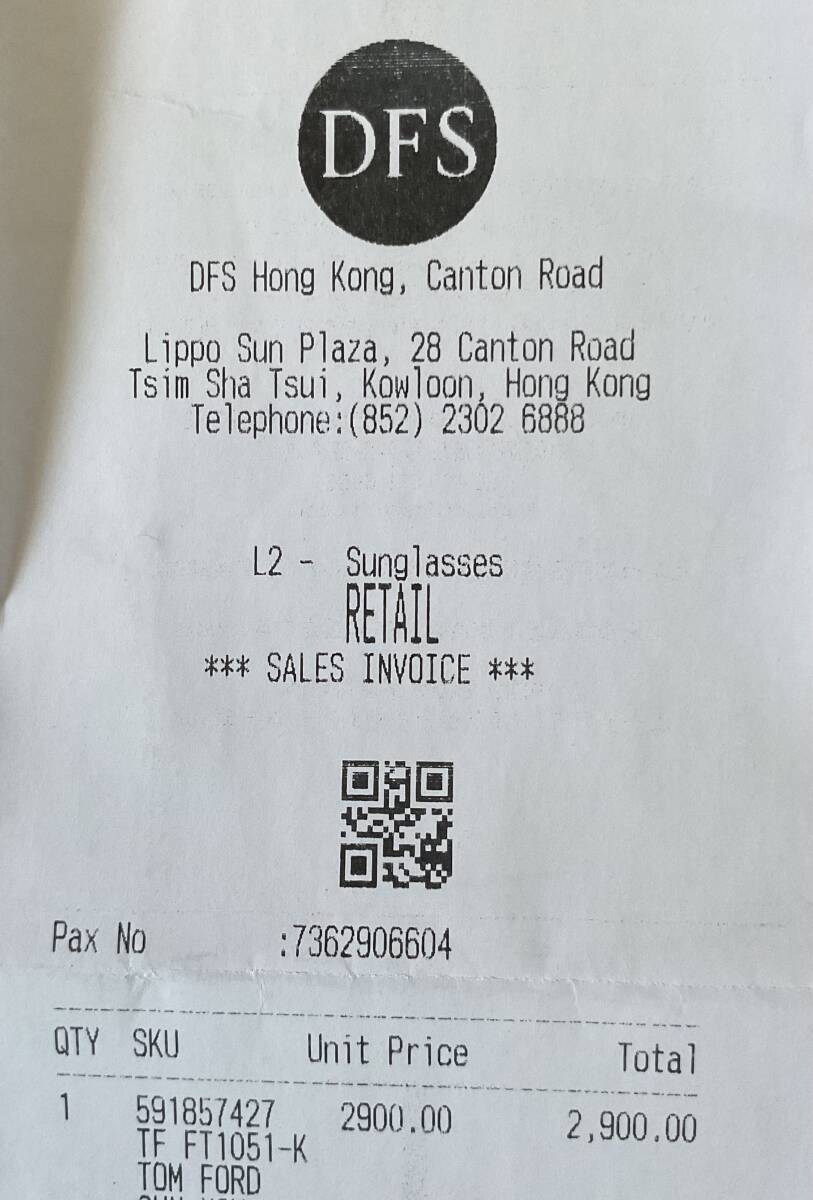 DFS
DFS Hong Kong, Canton Road
Lippo Sun Plaza, 28 Canton Road
Tsim Sha Tsui, Kowloon, Hong Kong
Telephone:(852) 2302 6888
L2 - Sunglasses
RETAIL
*** SALES INVOICE ***
Pax No :7362906604
QTY SKU Unit Price Total
1 591857427 2900.00 2,900.00
TF FT1051-K
TOM FORD